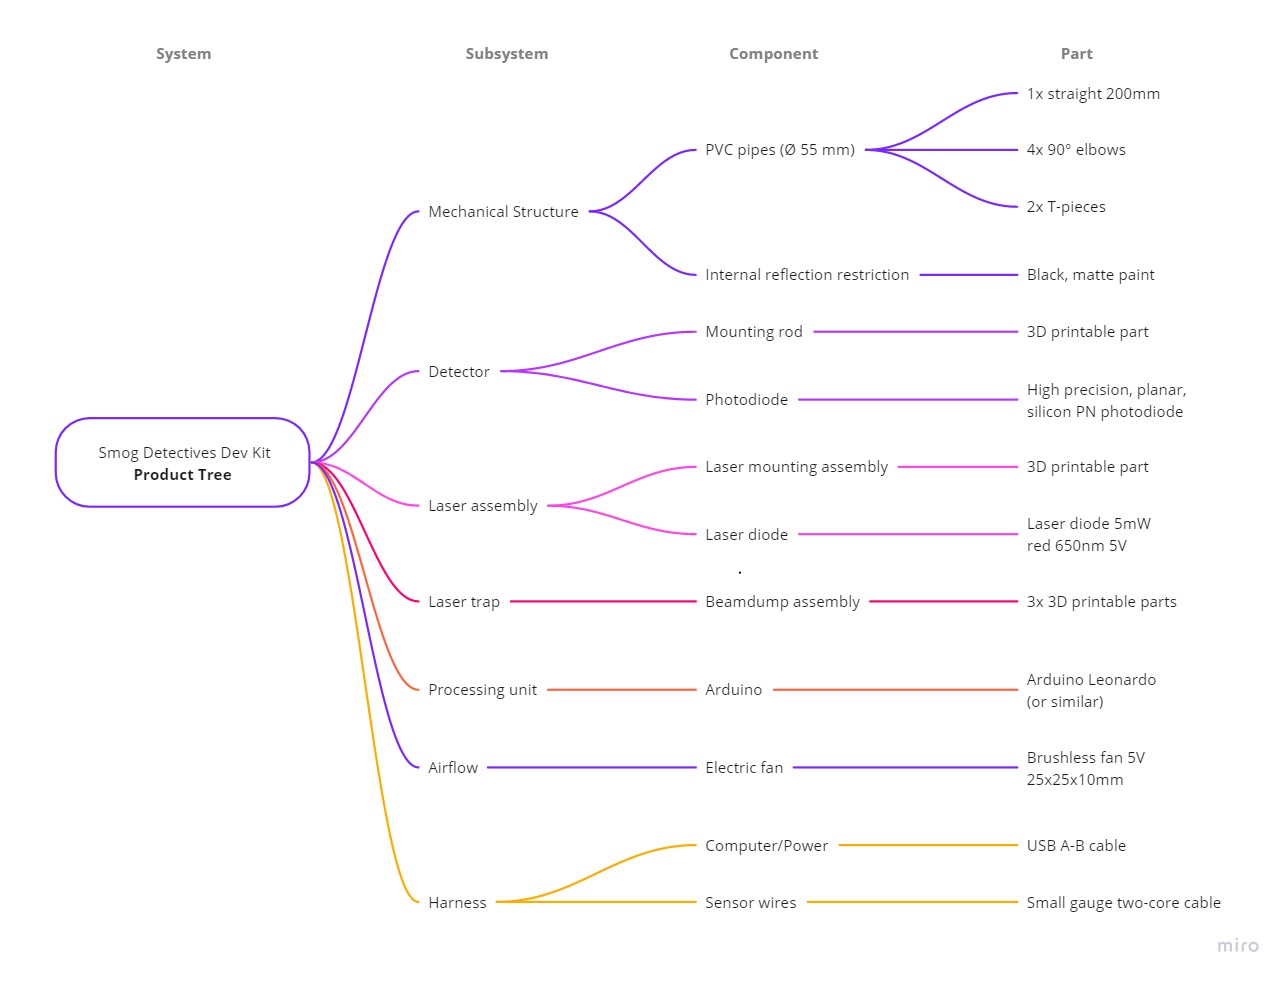 System
Subsystem
Component
Part
1x straight 200mm
PVC pipes (Ø 55 mm)
4x 90° elbows
2x T-pieces
Mechanical Structure
Internal reflection restriction
Black, matte paint
Mounting rod
3D printable part
Detector
Photodiode
High precision, planar,
silicon PN photodiode
Smog Detectives Dev Kit
Product Tree
Laser mounting assembly
3D printable part
Laser assembly
Laser diode
Laser diode 5mW
red 650nm 5V
.
Laser trap
Beamdump assembly
3x 3D printable parts
Processing unit
Arduino
Arduino Leonardo
(or similar)
Airflow
Electric fan
Brushless fan 5V
25x25x10mm
Computer/Power
USB A-B cable
Harness
Sensor wires
Small gauge two-core cable
miro